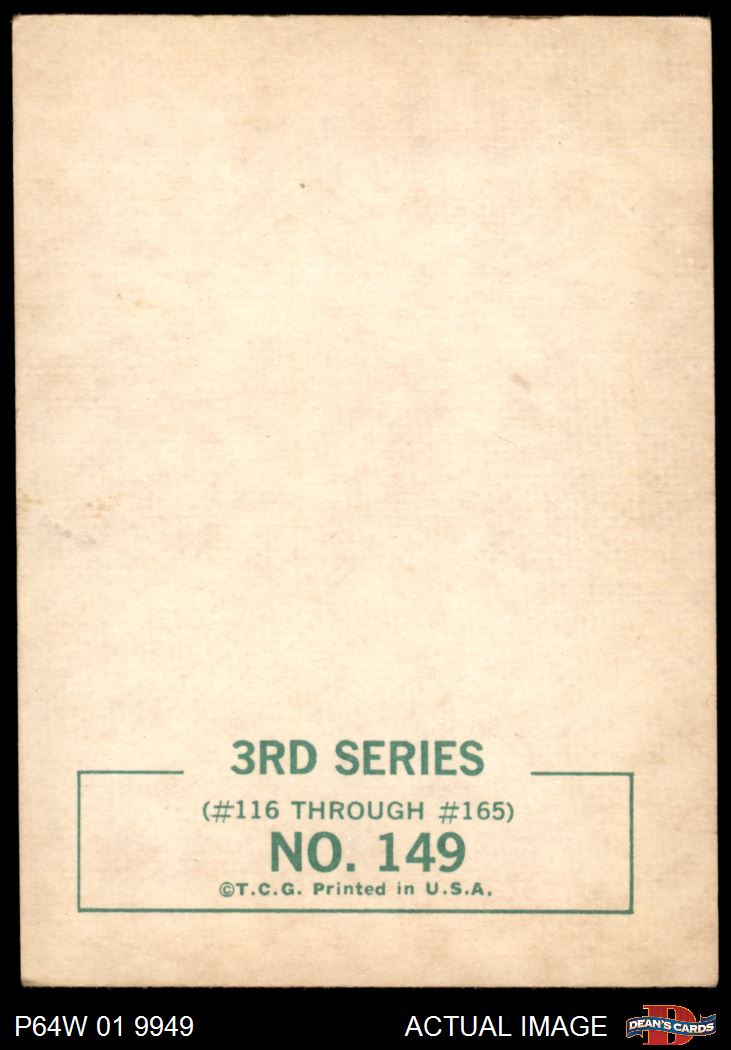 3RD SERIES
(#116 THROUGH #165)
NO. 149
©T.C.G. Printed in U.S.A.
P64W 01 9949
ACTUAL IMAGE
D
DEAN'S CARDS